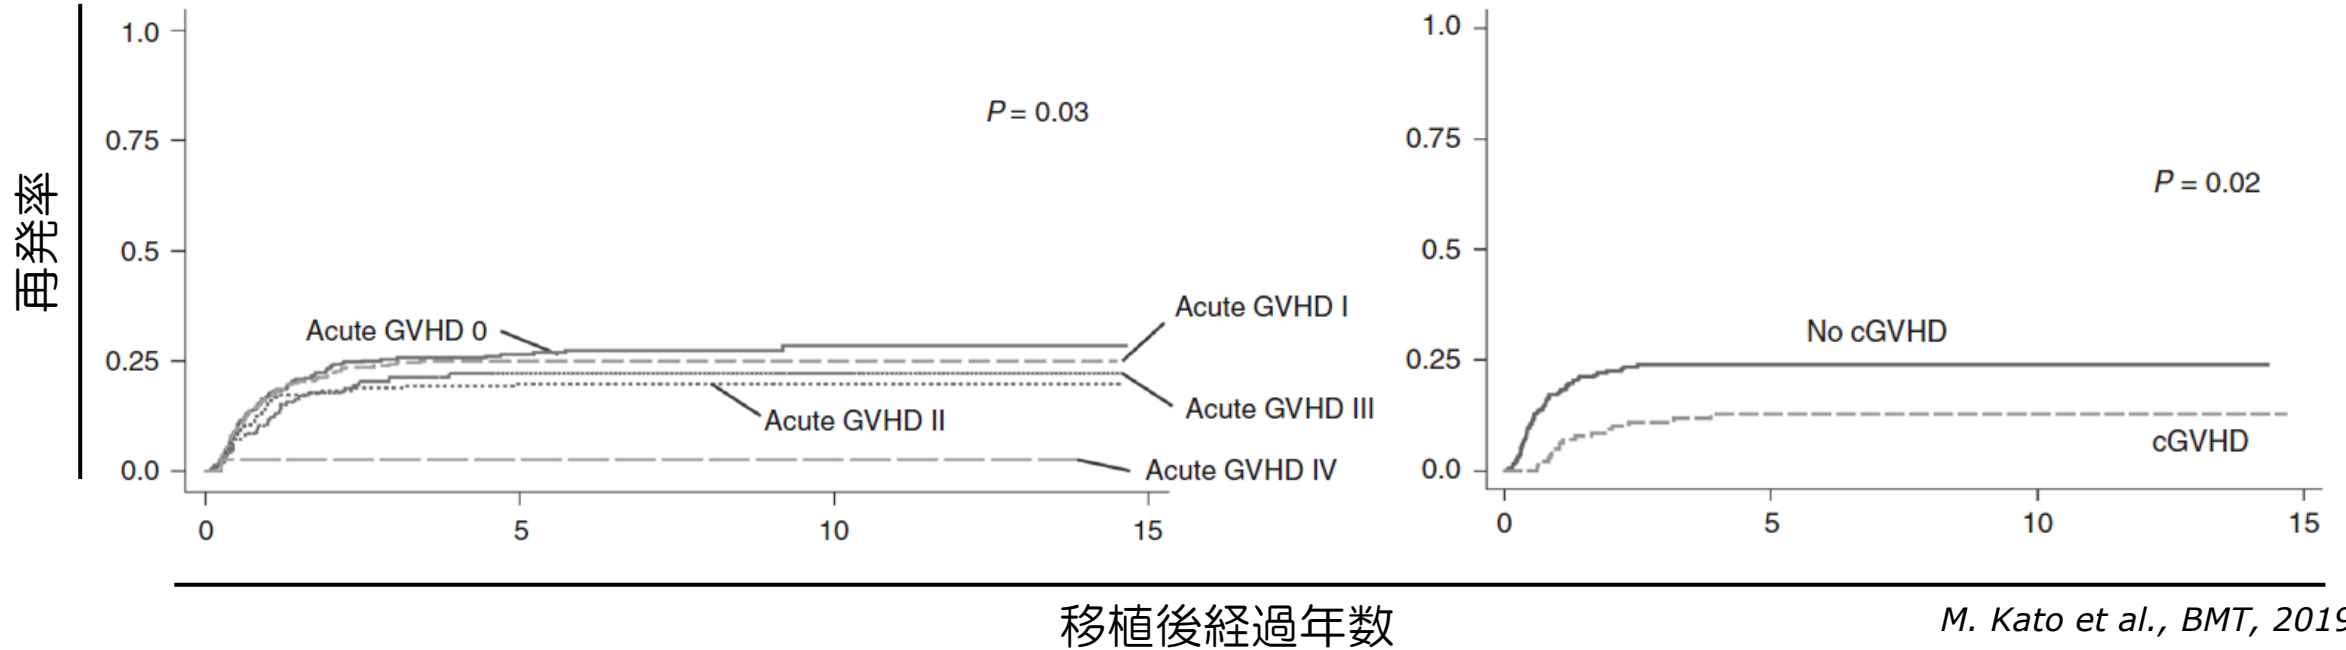 再発率
1.0
0.75
0.5
0.25
0.0
P = 0.03
Acute GVHD 0
Acute GVHD I
Acute GVHD III
Acute GVHD II
Acute GVHD IV
0 5 10 15
1.0
0.75
0.5
0.25
0.0
P = 0.02
No cGVHD
cGVHD
0 5 10 15
移植後経過年数
M. Kato et al., BMT, 2019